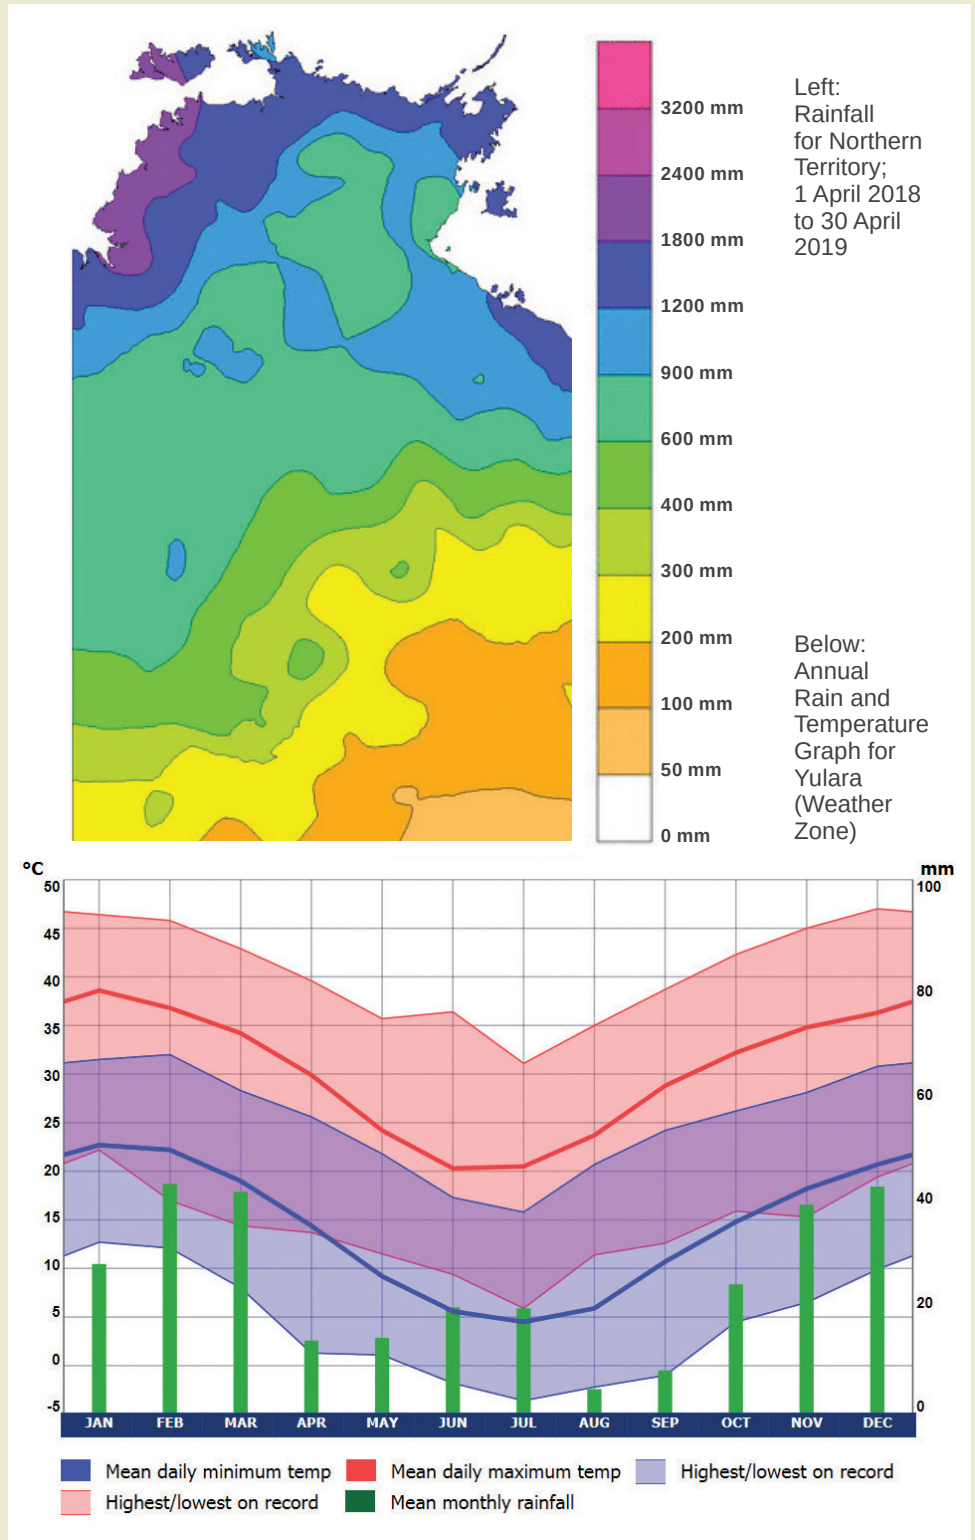 3200 mm
2400 mm
1800 mm
1200 mm
900 mm
600 mm
400 mm
300 mm
200 mm
100 mm
50 mm
0 mm
Left:
Rainfall
for Northern
Territory;
1 April 2018
to 30 April
2019
Below:
Annual
Rain and
Temperature
Graph for
Yulara
(Weather
Zone)
°C
mm
50
45
40
35
30
25
20
15
10
5
0
-5
100
80
60
40
20
0
JAN FEB MAR APR MAY JUN JUL AUG SEP OCT NOV DEC
Mean daily minimum temp Mean daily maximum temp Highest/lowest on record
Highest/lowest on record Mean monthly rainfall